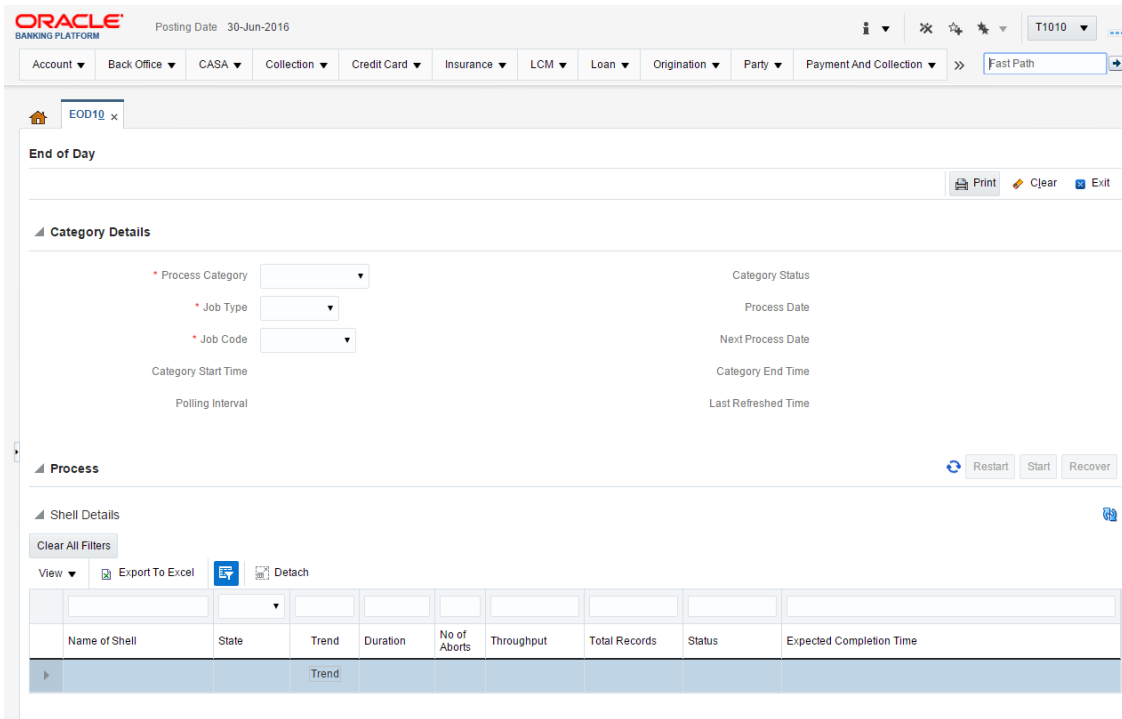 ORACLE
BANKING PLATFORM
Posting Date 30-Jun-2016
T1010
Account Back Office CASA Collection Credit Card Insurance LCM Loan Origination Party Payment And Collection Fast Path
EOD10
End of Day
Print Clear Exit
Category Details
* Process Category Category Status
* Job Type Process Date
* Job Code Next Process Date
Category Start Time Category End Time
Polling Interval Last Refreshed Time
Process Restart Start Recover
Shell Details
Clear All Filters
View Export To Excel Detach
Name of Shell State Trend Duration No of Aborts Throughput Total Records Status Expected Completion Time
Trend